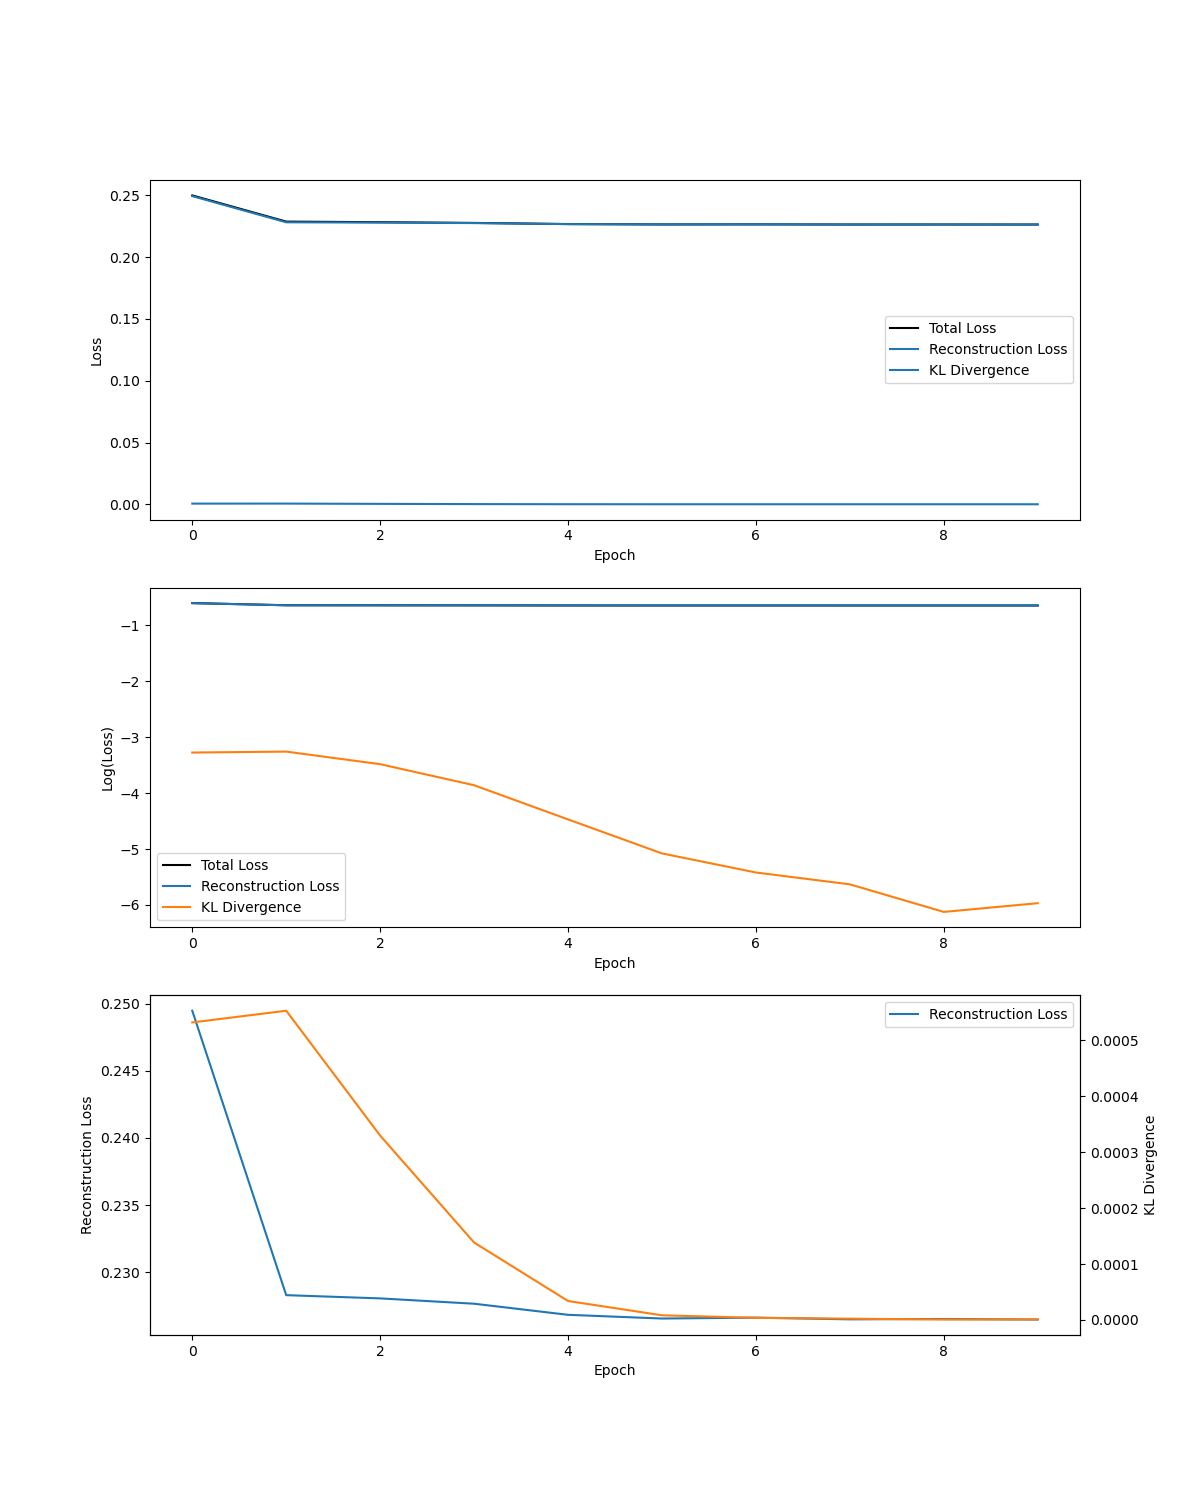 0.25
0.20
0.15
0.10
0.05
0.00
Loss
Total Loss
Reconstruction Loss
KL Divergence
0 2 4 6 8
Epoch
−1
−2
−3
−4
−5
−6
Log(Loss)
Total Loss
Reconstruction Loss
KL Divergence
0 2 4 6 8
Epoch
0.250
0.245
0.240
0.235
0.230
Reconstruction Loss
Reconstruction Loss
0.0005
0.0004
0.0003
0.0002
0.0001
0.0000
KL Divergence
0 2 4 6 8
Epoch